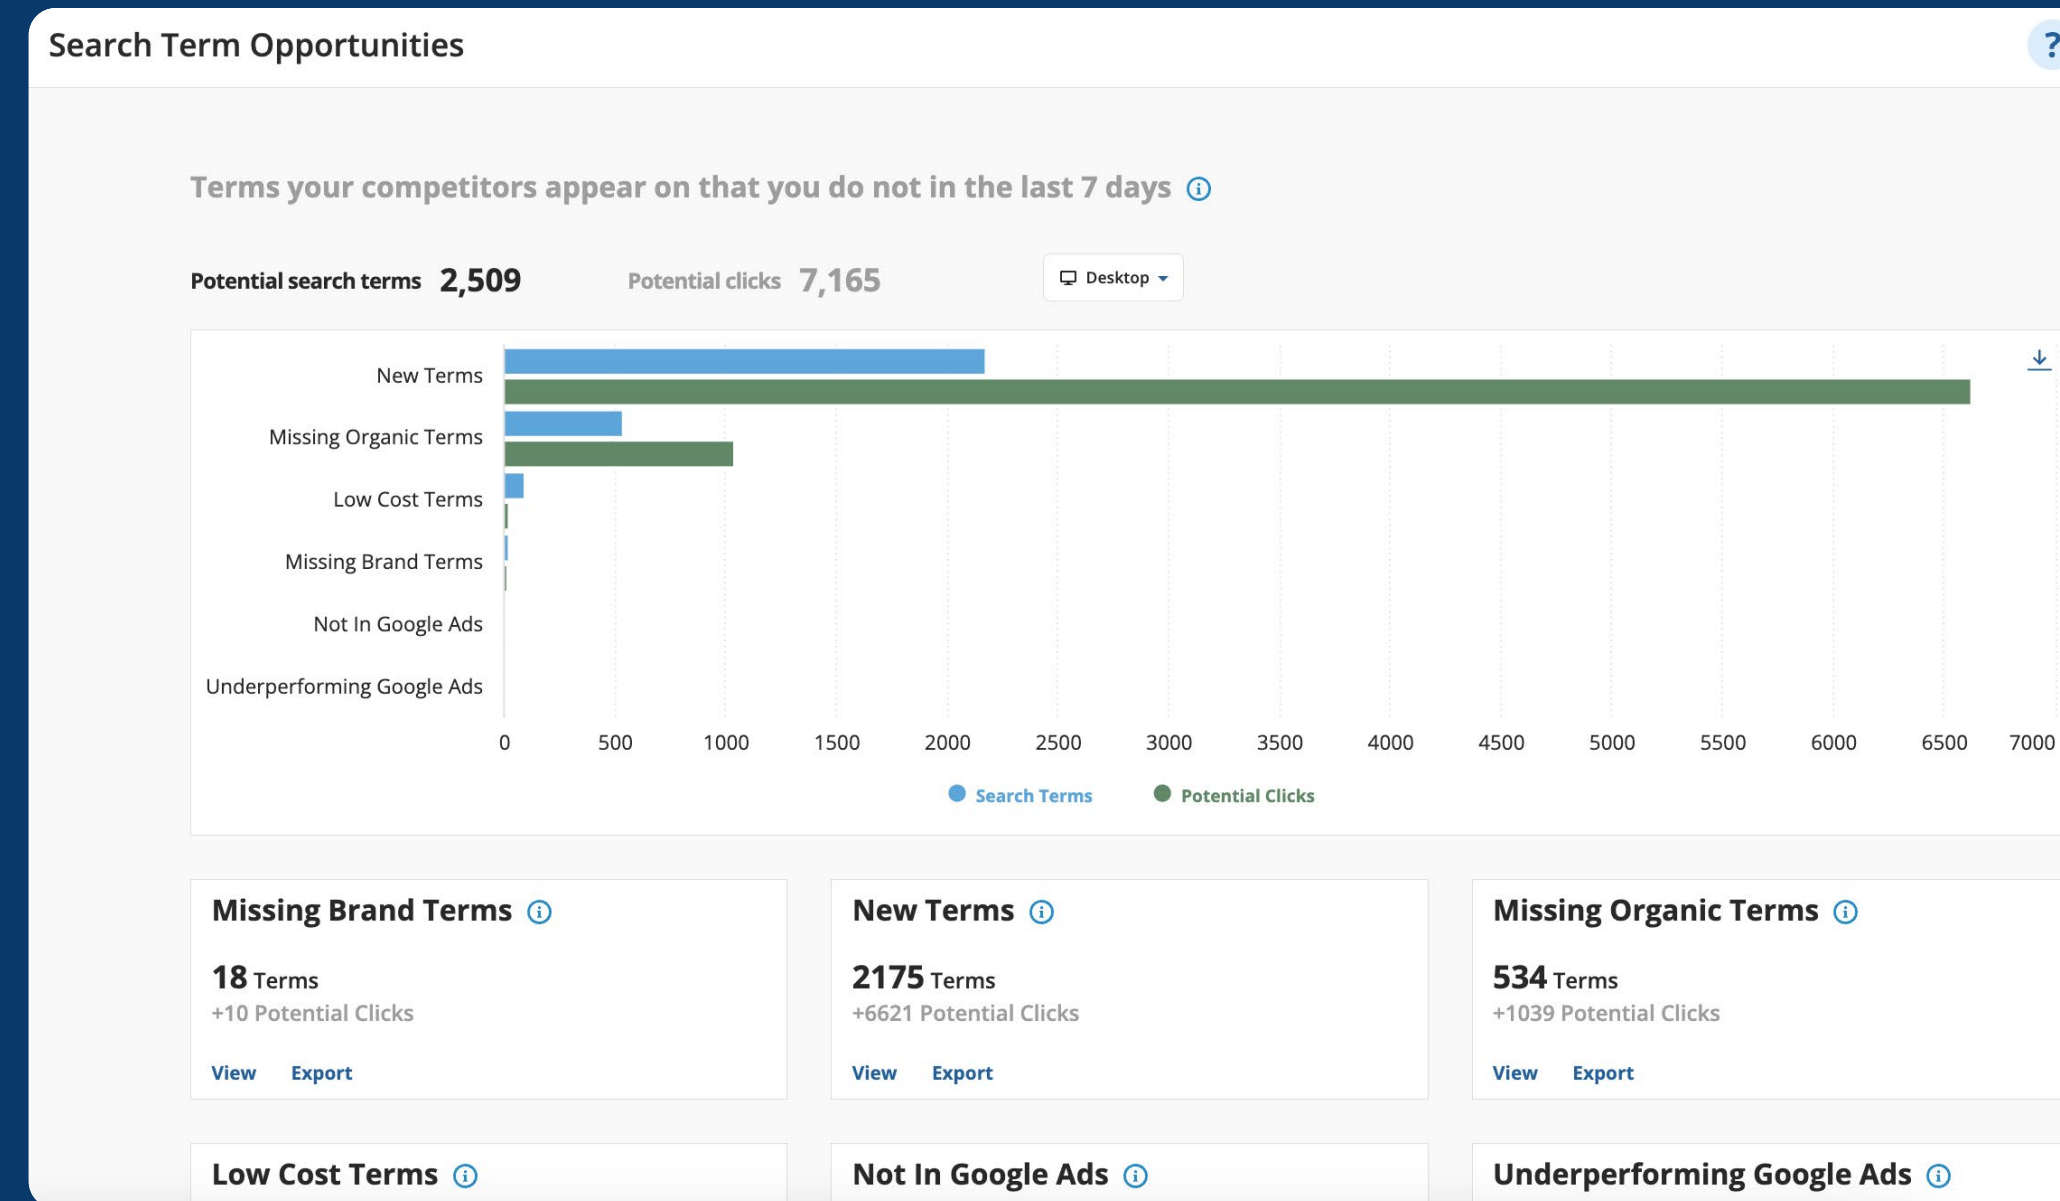 Search Term Opportunities
?
Terms your competitors appear on that you do not in the last 7 days
Potential search terms 2,509 Potential clicks 7,165 Desktop
New Terms
Missing Organic Terms
Low Cost Terms
Missing Brand Terms
Not In Google Ads
Underperforming Google Ads
0 500 1000 1500 2000 2500 3000 3500 4000 4500 5000 5500 6000 6500 7000
Search Terms Potential Clicks
Missing Brand Terms
18 Terms
+10 Potential Clicks
View Export
New Terms
2175 Terms
+6621 Potential Clicks
View Export
Missing Organic Terms
534 Terms
+1039 Potential Clicks
View Export
Low Cost Terms
Not In Google Ads
Underperforming Google Ads